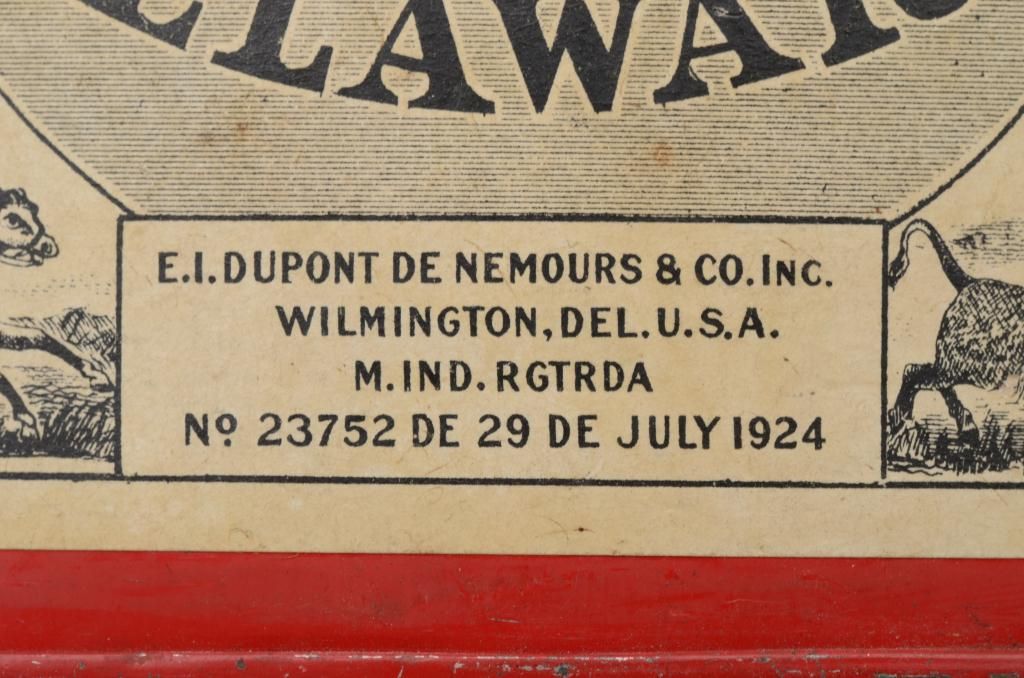 ELAWA
E.I. DUPONT DE NEMOURS & CO. INC.
WILMINGTON, DEL. U.S.A.
M. IND. RGTRDA
Nº 23752 DE 29 DE JULY 1924